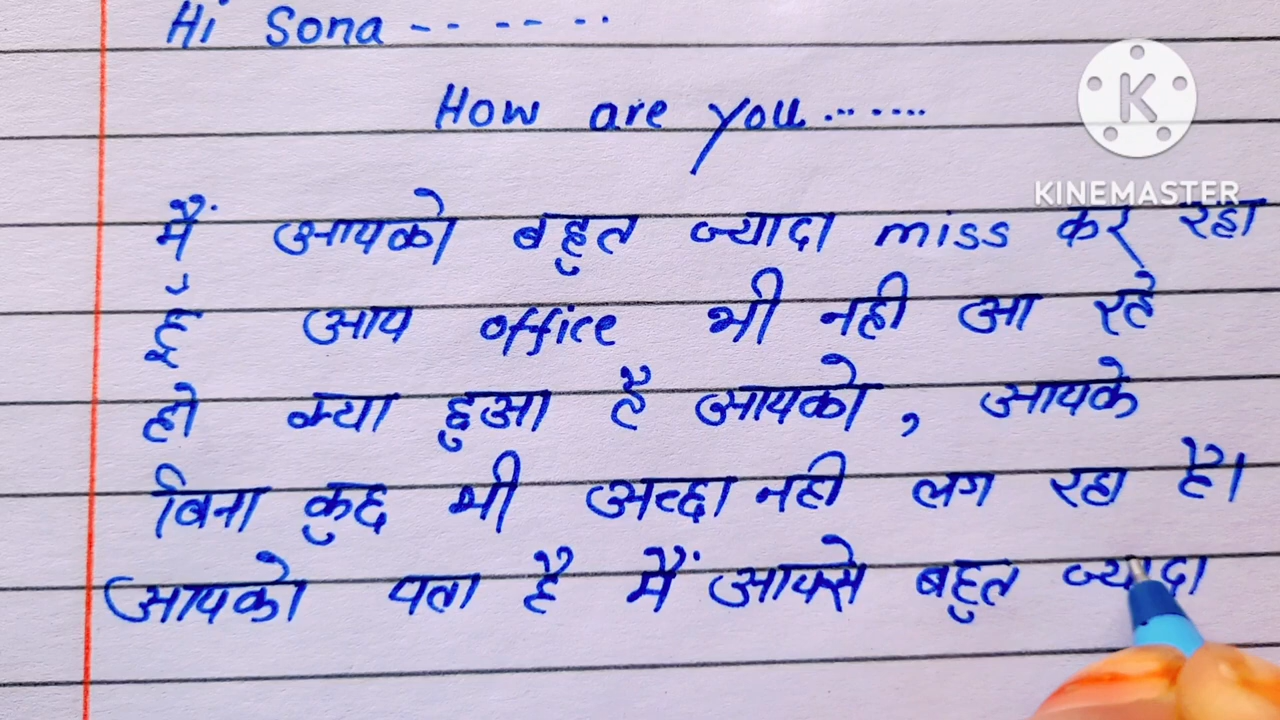 Hi Sona - - - - - - ..
How are you.........
K
KINEMASTER
मैं आपको बहुत ज्यादा miss कर रहा
हूँ आप office भी नही आ रहे
हो क्या हुआ है आपको, आपके
बिना कुछ भी अच्छा नही लग रहा है।
आपको पता है मैं आपसे बहुत ज्यादा